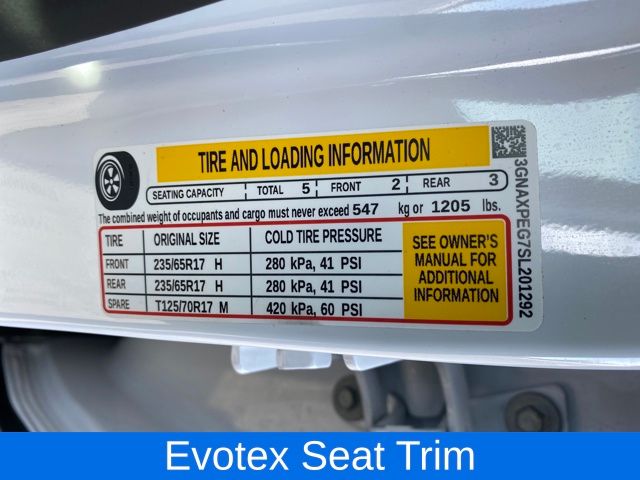 TIRE AND LOADING INFORMATION
SEATING CAPACITY TOTAL 5 FRONT 2 REAR 3
The combined weight of occupants and cargo must never exceed 547 kg or 1205 lbs.
TIRE ORIGINAL SIZE COLD TIRE PRESSURE
FRONT 235/65R17 H 280 kPa, 41 PSI
REAR 235/65R17 H 280 kPa, 41 PSI
SPARE T125/70R17 M 420 kPa, 60 PSI
SEE OWNER'S
MANUAL FOR
ADDITIONAL
INFORMATION
3GNAXPEG7SL201292
Evotex Seat Trim